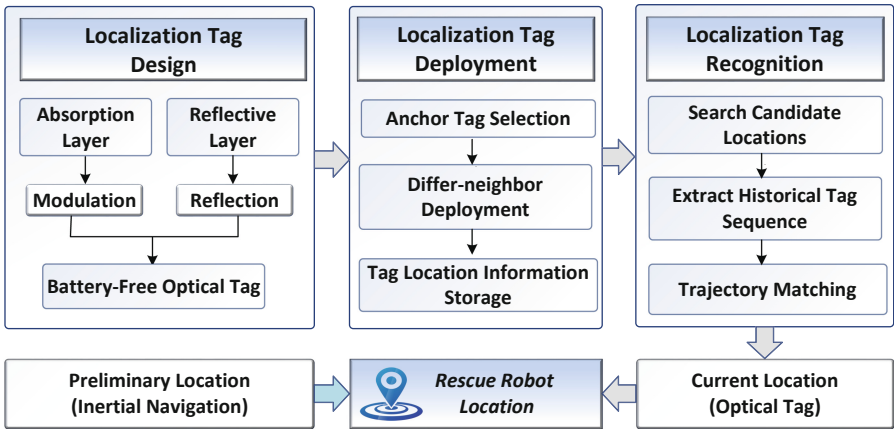 Localization Tag
Design
Absorption
Layer
Reflective
Layer
Modulation
Reflection
Battery-Free Optical Tag
Localization Tag
Deployment
Anchor Tag Selection
Differ-neighbor
Deployment
Tag Location Information
Storage
Localization Tag
Recognition
Search Candidate
Locations
Extract Historical Tag
Sequence
Trajectory Matching
Preliminary Location
(Inertial Navigation)
Rescue Robot
Location
Current Location
(Optical Tag)